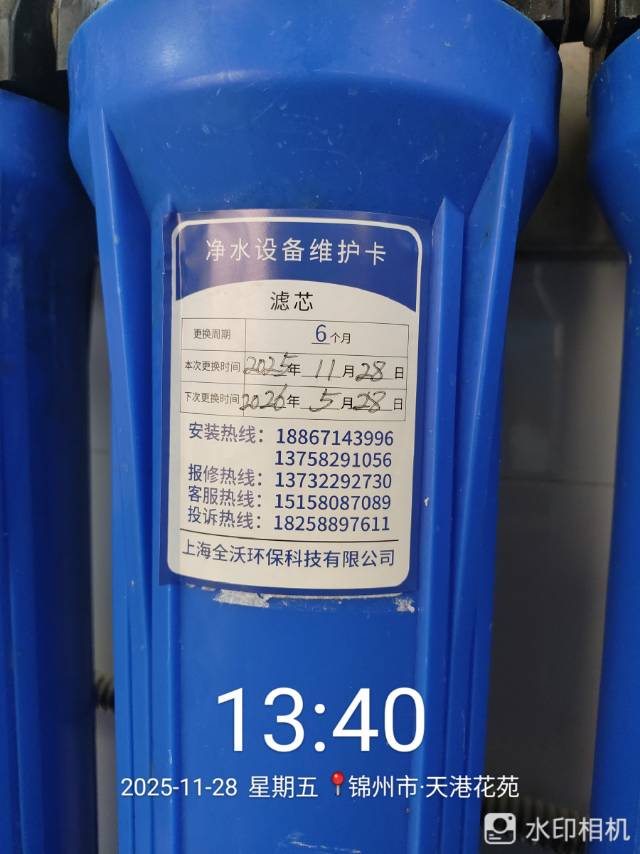 净水设备维护卡
滤芯
更换周期 6个月
本次更换时间 2025年 11月28日
下次更换时间 2026年 5月28日
安装热线：18867143996
13758291056
报修热线：13732292730
客服热线：15158087089
投诉热线：18258897611
上海全沃环保科技有限公司
13:40
2025-11-28 星期五 锦州市·天港花苑
水印相机